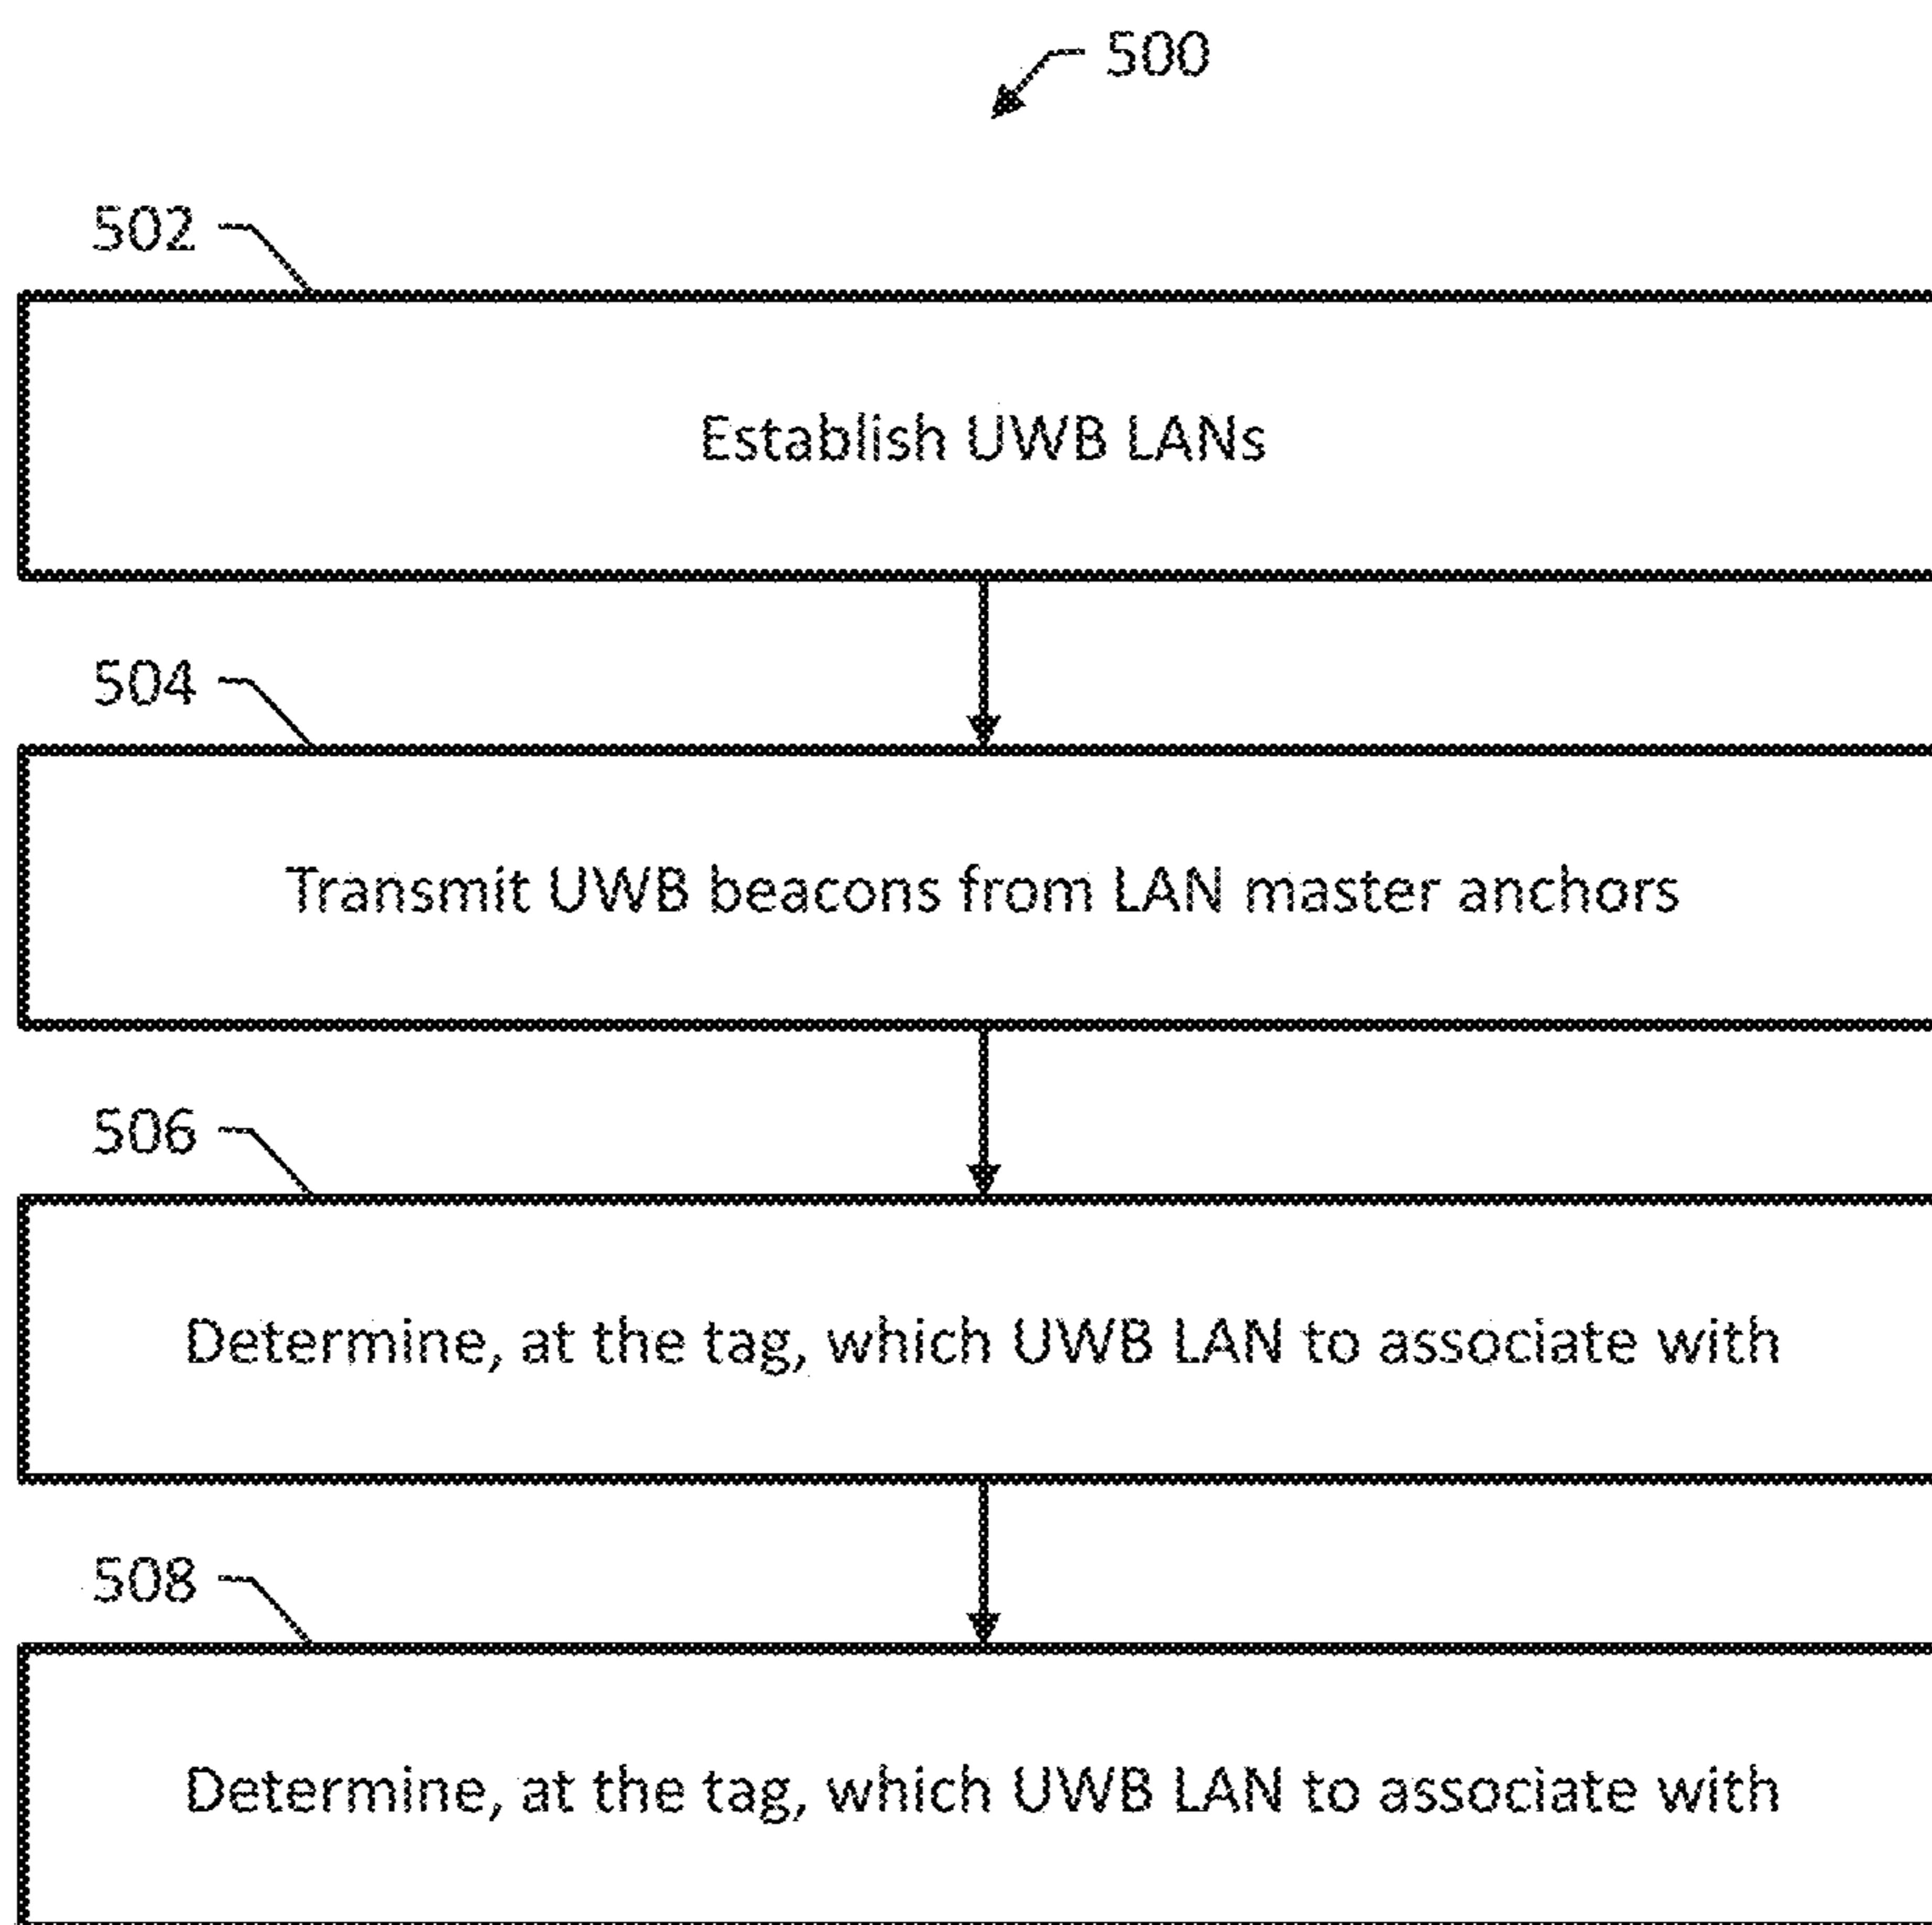 500
502
Establish UWB LANs
504
Transmit UWB beacons from LAN master anchors
506
Determine, at the tag, which UWB LAN to associate with
508
Determine, at the tag, which UWB LAN to associate with